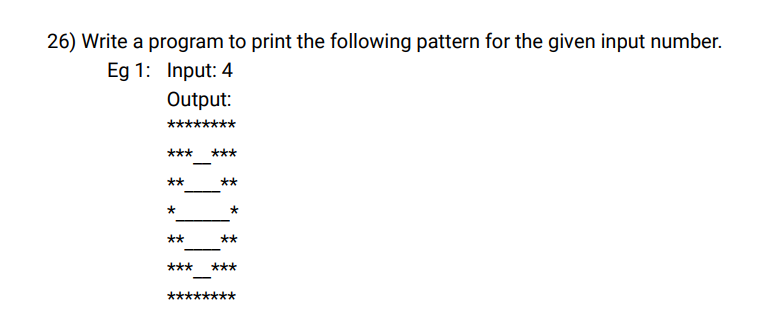 26) Write a program to print the following pattern for the given input number.
Eg 1: Input: 4
Output:
********
***__***
**____**
*______*
**____**
***__***
********